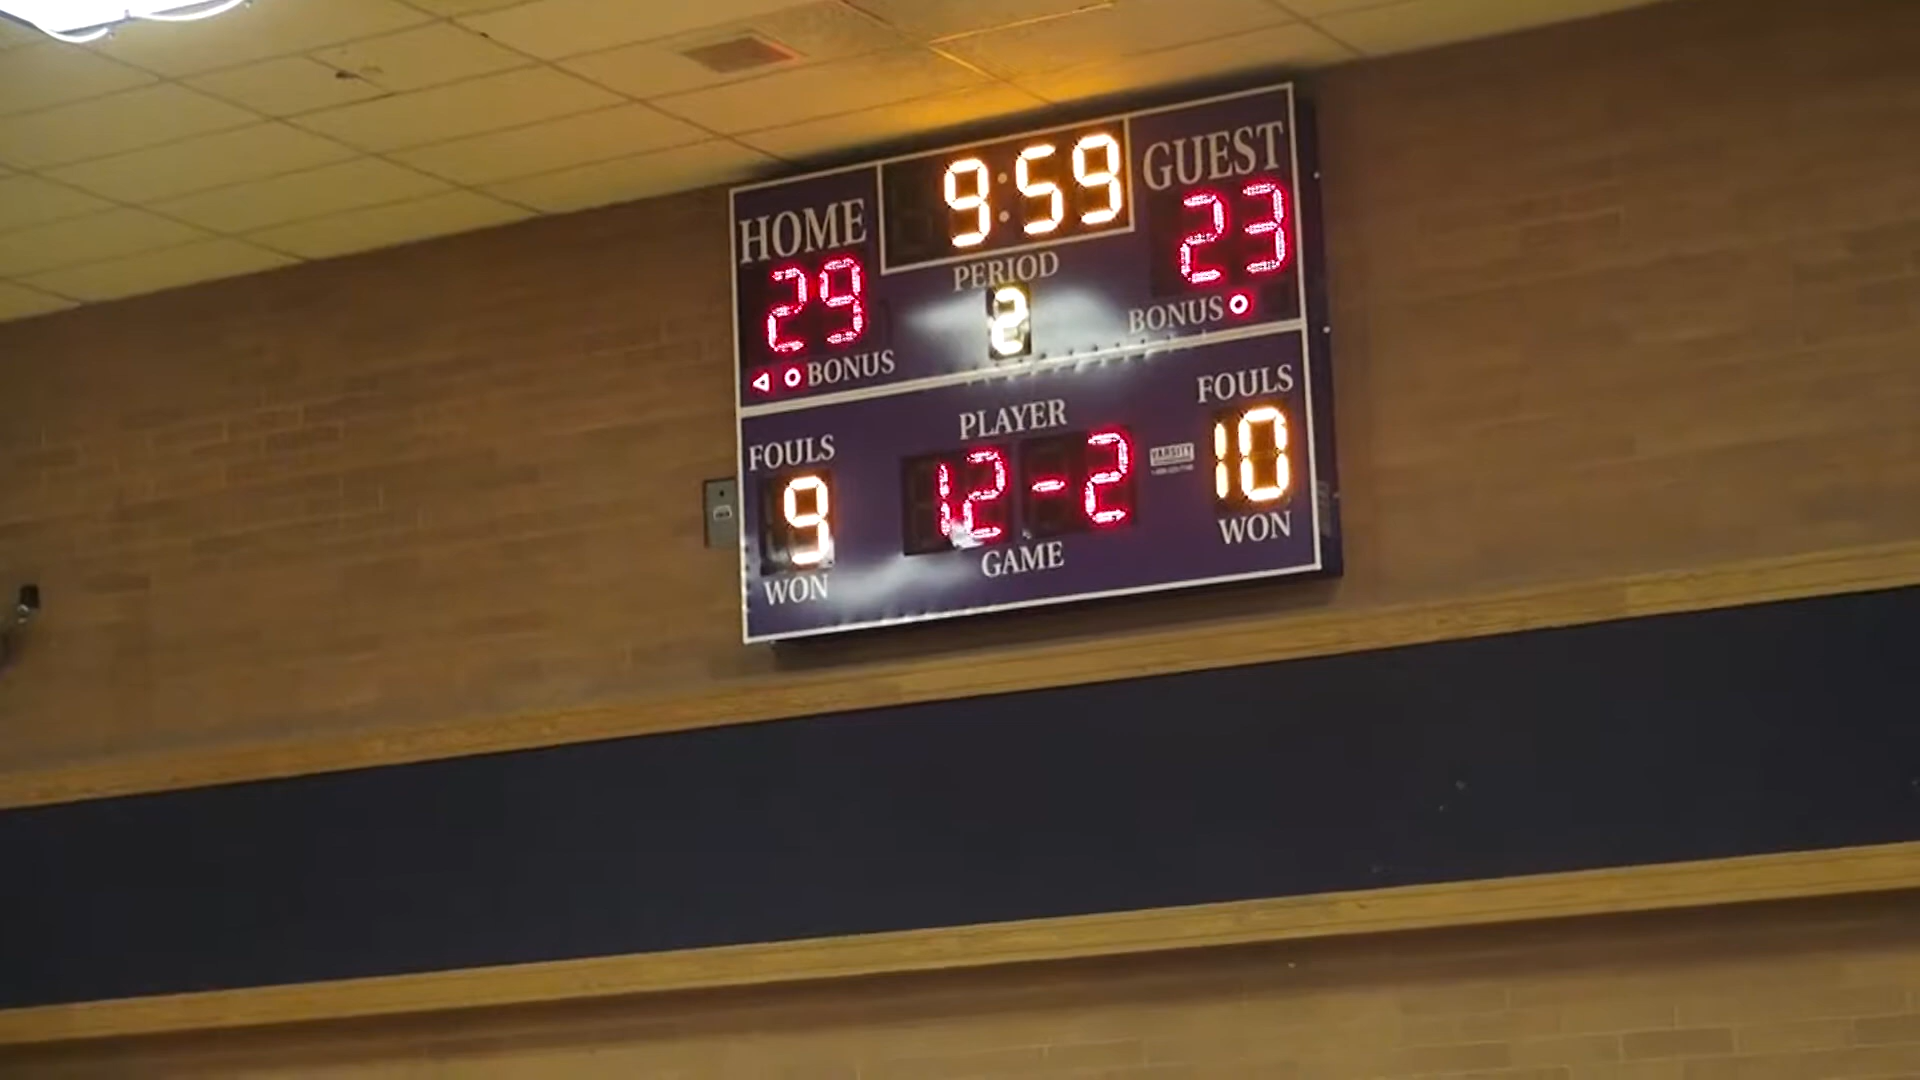 HOME 9:59 GUEST
29 PERIOD 23
2
BONUS BONUS
FOULS PLAYER FOULS
9 12-2 VARSITY 10
WON GAME WON